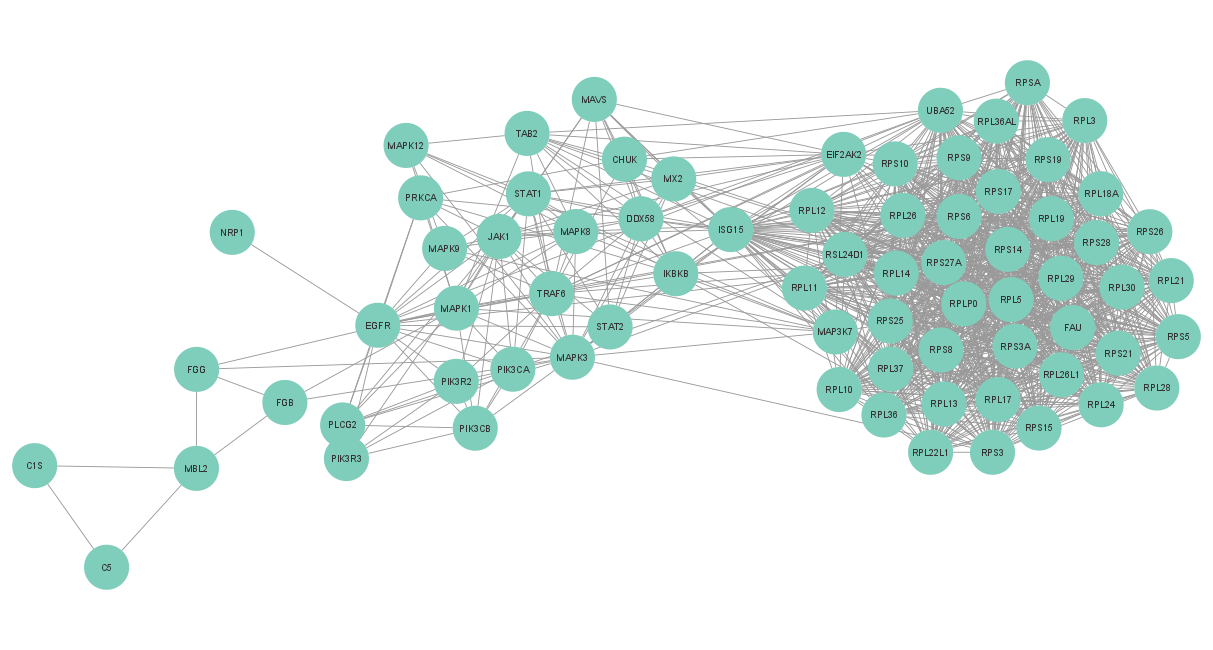 RPSA
MAVS
UBA52
RPL36AL
RPL3
TAB2
MAPK12
EIF2AK2
RPS10
RPS9
RPS19
CHUK
MX2
PRKCA
STAT1
RPS17
RPL18A
RPL12
RPL26
RPS6
RPL19
DDX58
NRP1
MAPK9
JAK1
MAPK8
ISG15
RPS26
RPS28
RSL24D1
RPS14
RPS27A
IKBKB
RPL14
RPL29
RPL30
RPL21
TRAF6
RPL11
MAPK1
RPLP0
RPL5
EGFR
STAT2
MAP3K7
RPS25
FAU
RPS5
RPS8
RPS3A
RPS21
MAPK3
FGG
PIK3R2
PIK3CA
RPL37
RPL26L1
RPL10
RPL28
FGB
RPL36
RPL13
RPL17
RPL24
PLCG2
PIK3CB
RPS15
PIK3R3
RPL22L1
RPS3
C1S
MBL2
C5